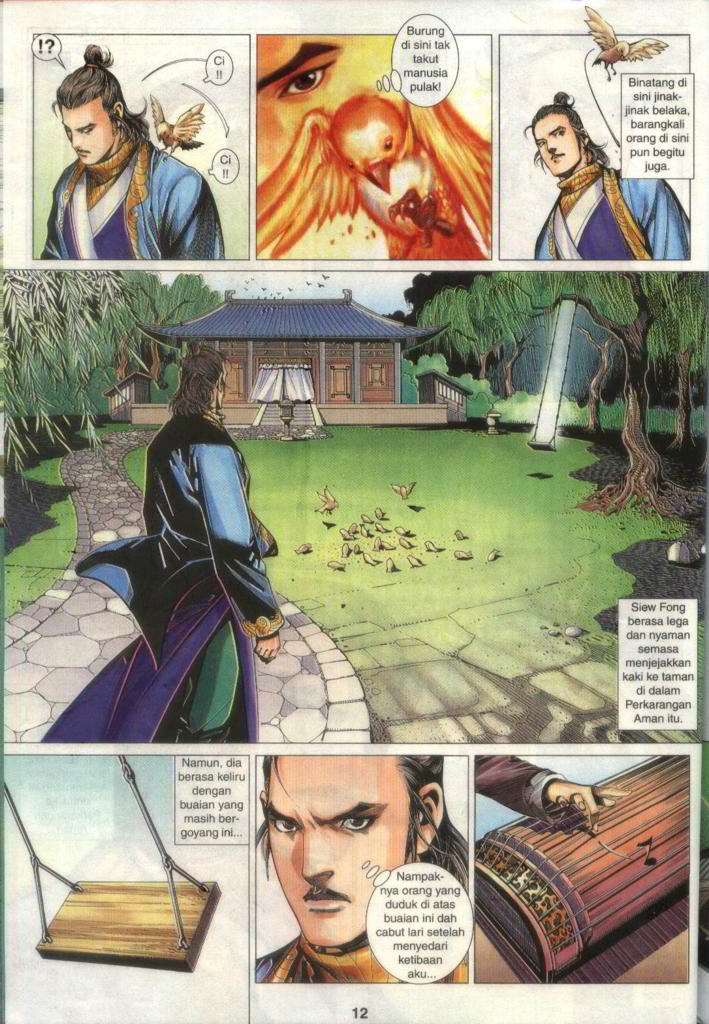 !?
Ci
!!
Ci
!!
Burung
di sini tak
takut
manusia
pulak!
Binatang di
sini jinak-
jinak belaka,
barangkali
orang di sini
pun begitu
juga.
Siew Fong
berasa lega
dan nyaman
semasa
menjejakkan
kaki ke taman
di dalam
Perkarangan
Aman itu.
Namun, dia
berasa keliru
dengan
buaian yang
masih ber-
goyang ini...
Nampak-
nya orang yang
duduk di atas
buaian ini dah
cabut lari setelah
menyedari
ketibaan
aku...
12